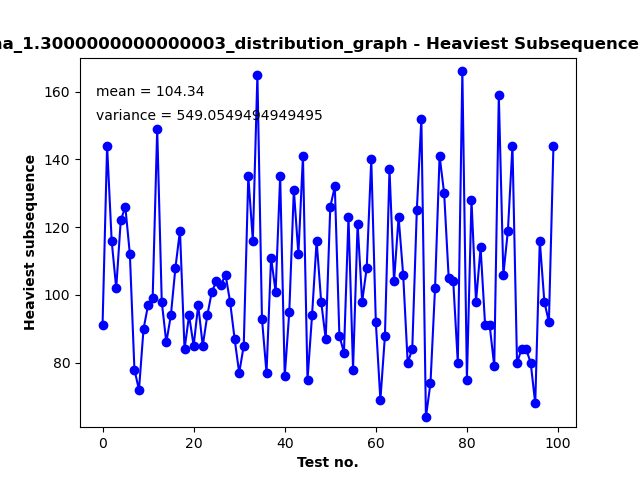 na_1.3000000000000003_distribution_graph - Heaviest Subsequence
mean = 104.34
variance = 549.0549494949495
160
140
120
100
80
Heaviest subsequence
0 20 40 60 80 100
Test no.